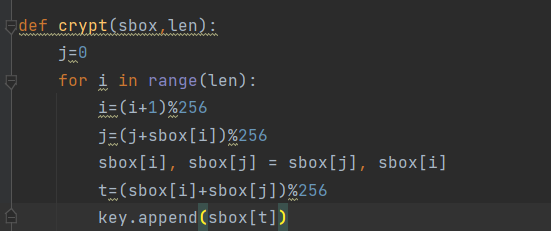 def crypt(sbox,len):
    j=0
    for i in range(len):
        i=(i+1)%256
        j=(j+sbox[i])%256
        sbox[i], sbox[j] = sbox[j], sbox[i]
        t=(sbox[i]+sbox[j])%256
        key.append(sbox[t])